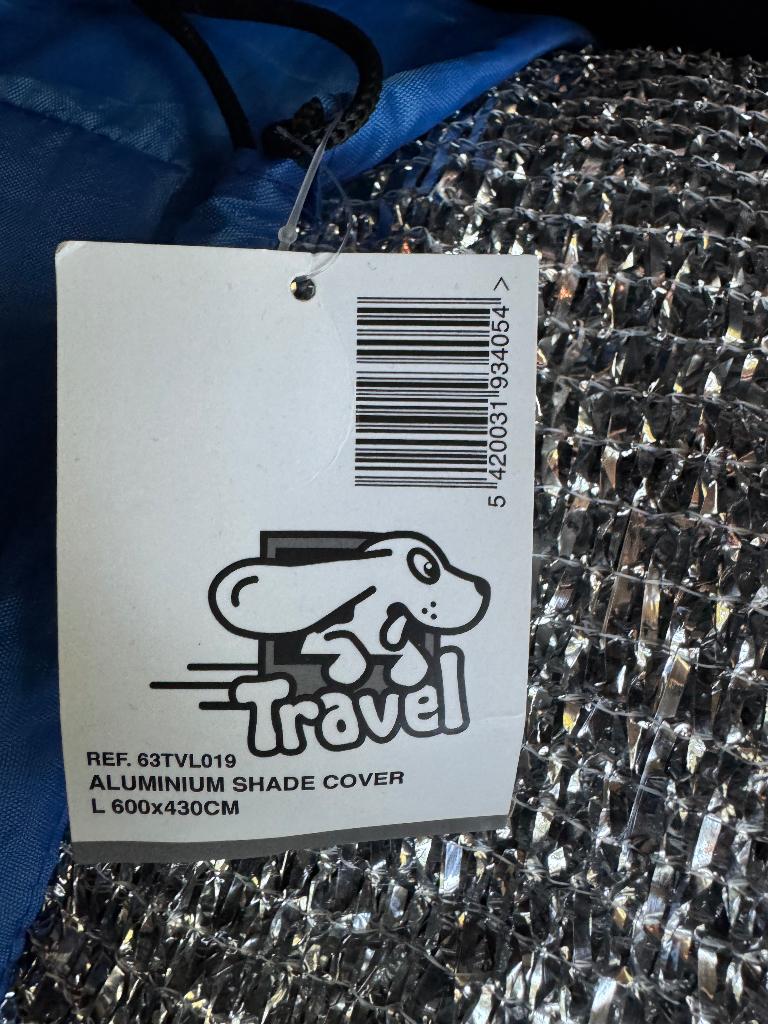 5 420031 934054 >
Travel
REF. 63TVL019
ALUMINIUM SHADE COVER
L 600x430CM